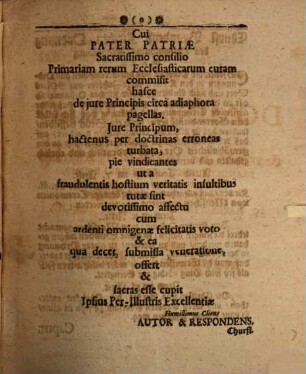 (o)
Cui
PATER PATRIÆ
Sacratissimo consilio
Primariam rerum Ecclesiasticarum curam
commisit
hasce
de jure Principis circa adiaphora
pagellas,
Jure Principum,
hactenus per doctrinas erroneas
turbata,
pie vindicantes
ut a
fraudulentis hostium veritatis insultibus
tutæ sint
devotissimo affectu
cum
ardenti omnigenæ felicitatis voto
& ea
qua decet, submissa veneratione,
offert
&
sacras esse cupit
Ipsius Per-Illustris Excellentiæ
Humillimus Cliens
AUTOR & RESPONDENS.
Churst.